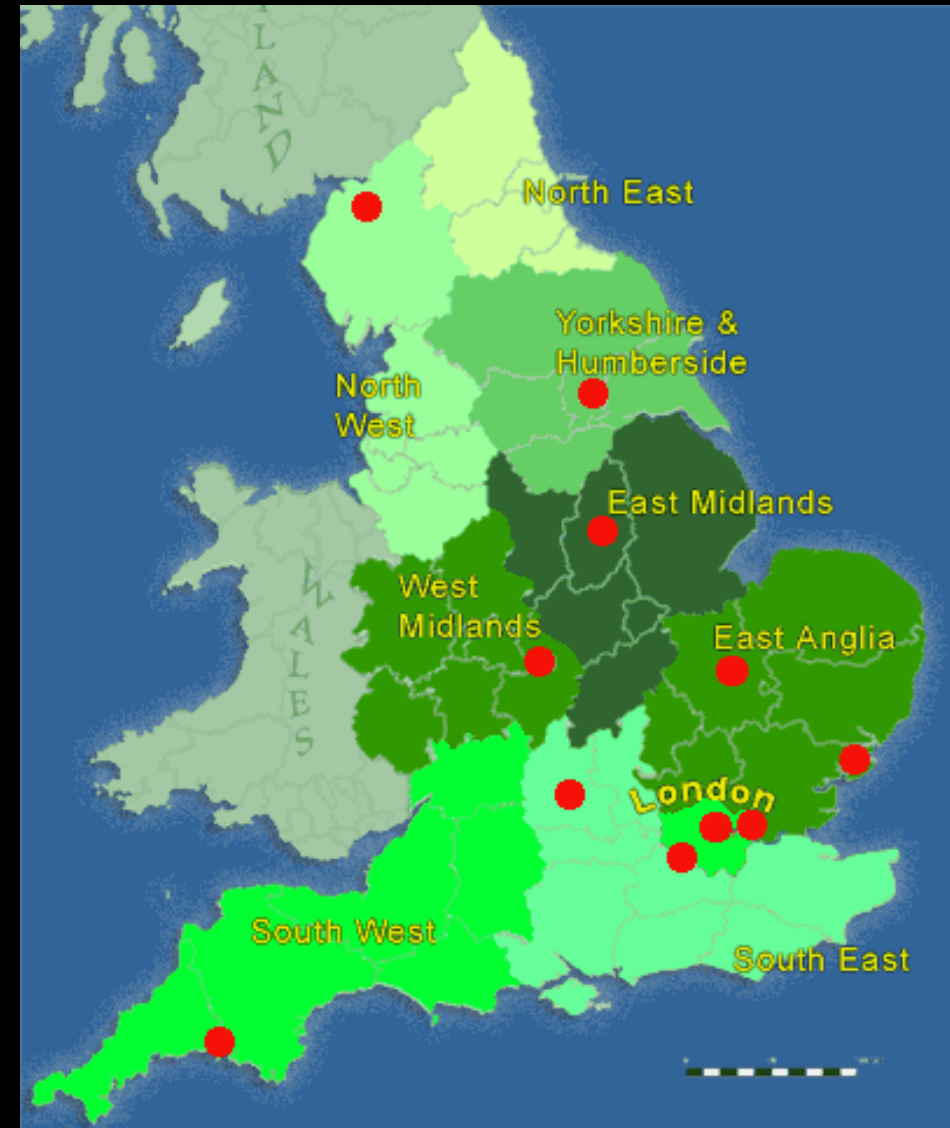 LAND
North East
Yorkshire &
Humberside
North
West
East Midlands
West
Midlands
East Anglia
WALES
London
South West
South East